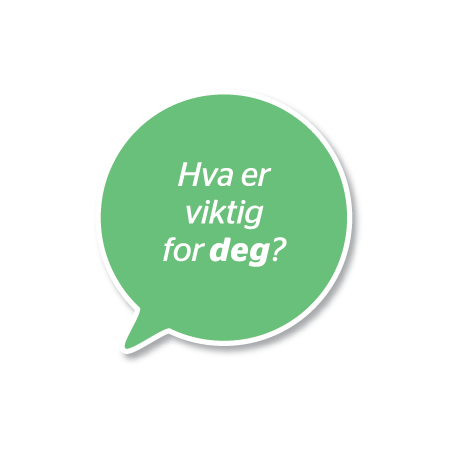 Hva er
viktig
for deg?